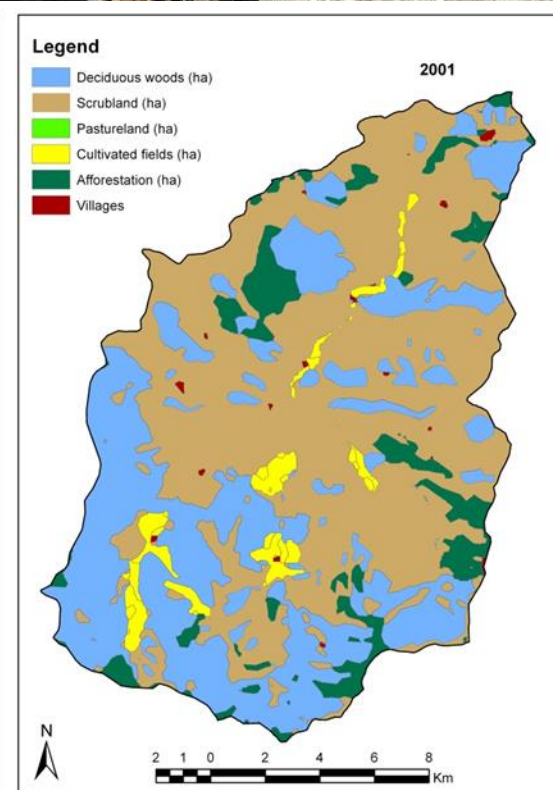 Legend
2001
Deciduous woods (ha)
Scrubland (ha)
Pastureland (ha)
Cultivated fields (ha)
Afforestation (ha)
Villages
N
2 1 0 2 4 6 8
Km